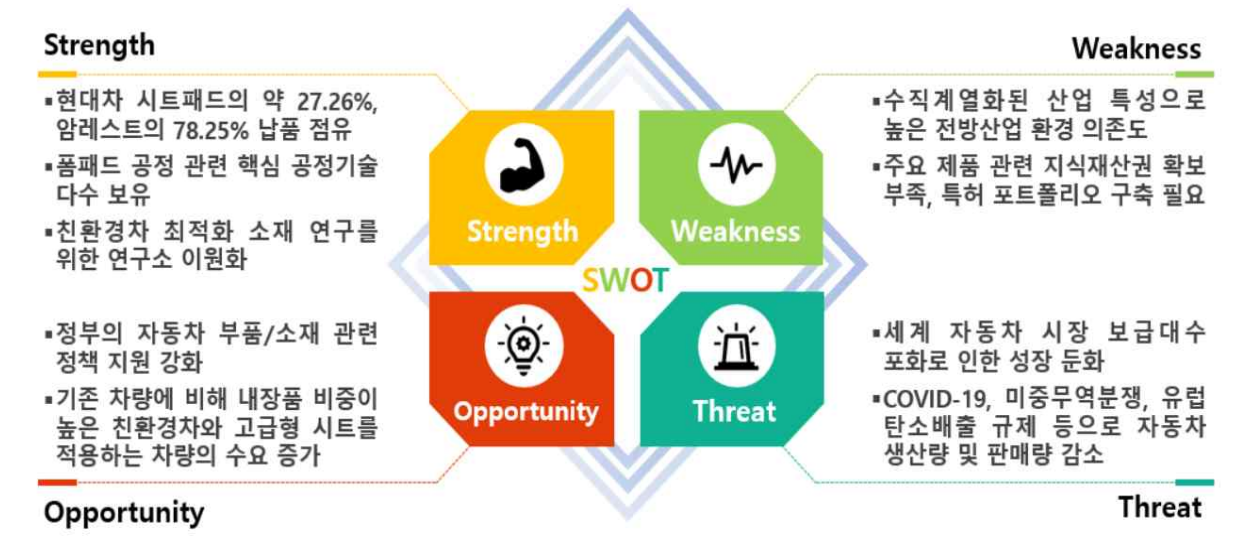 Strength
▪현대차 시트패드의 약 27.26%,
암레스트의 78.25% 납품 점유
▪폼패드 공정 관련 핵심 공정기술
다수 보유
▪친환경차 최적화 소재 연구를
위한 연구소 이원화
Weakness
▪수직계열화된 산업 특성으로
높은 전방산업 환경 의존도
▪주요 제품 관련 지식재산권 확보
부족, 특허 포트폴리오 구축 필요
Strength
Weakness
SWOT
Opportunity
Threat
▪정부의 자동차 부품/소재 관련
정책 지원 강화
▪기존 차량에 비해 내장품 비중이
높은 친환경차와 고급형 시트를
적용하는 차량의 수요 증가
Opportunity
▪세계 자동차 시장 보급대수
포화로 인한 성장 둔화
▪COVID-19, 미중무역분쟁, 유럽
탄소배출 규제 등으로 자동차
생산량 및 판매량 감소
Threat